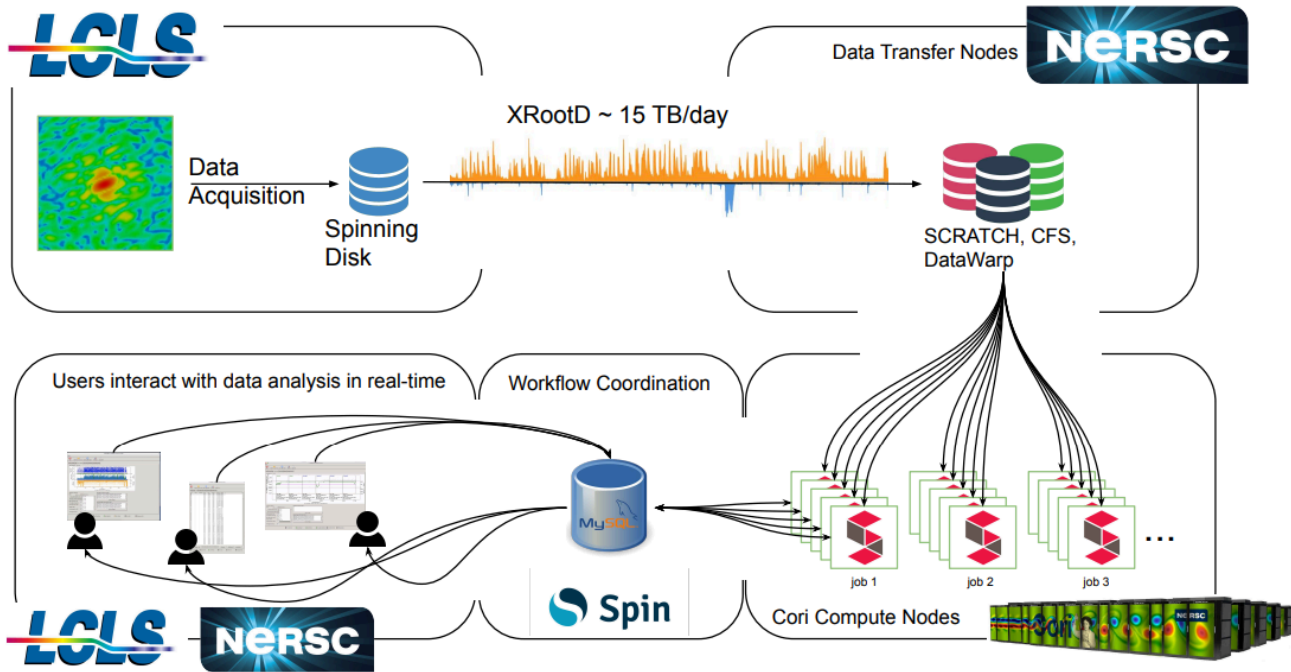 LCLS
Data Transfer Nodes
NERSC
XRootD ~ 15 TB/day
Data
Acquisition
Spinning
Disk
SCRATCH, CFS,
DataWarp
Users interact with data analysis in real-time
Workflow Coordination
MySQL
...
job 1
job 2
job 3
Spin
Cori Compute Nodes
LCLS
NERSC
Cori
NERSC